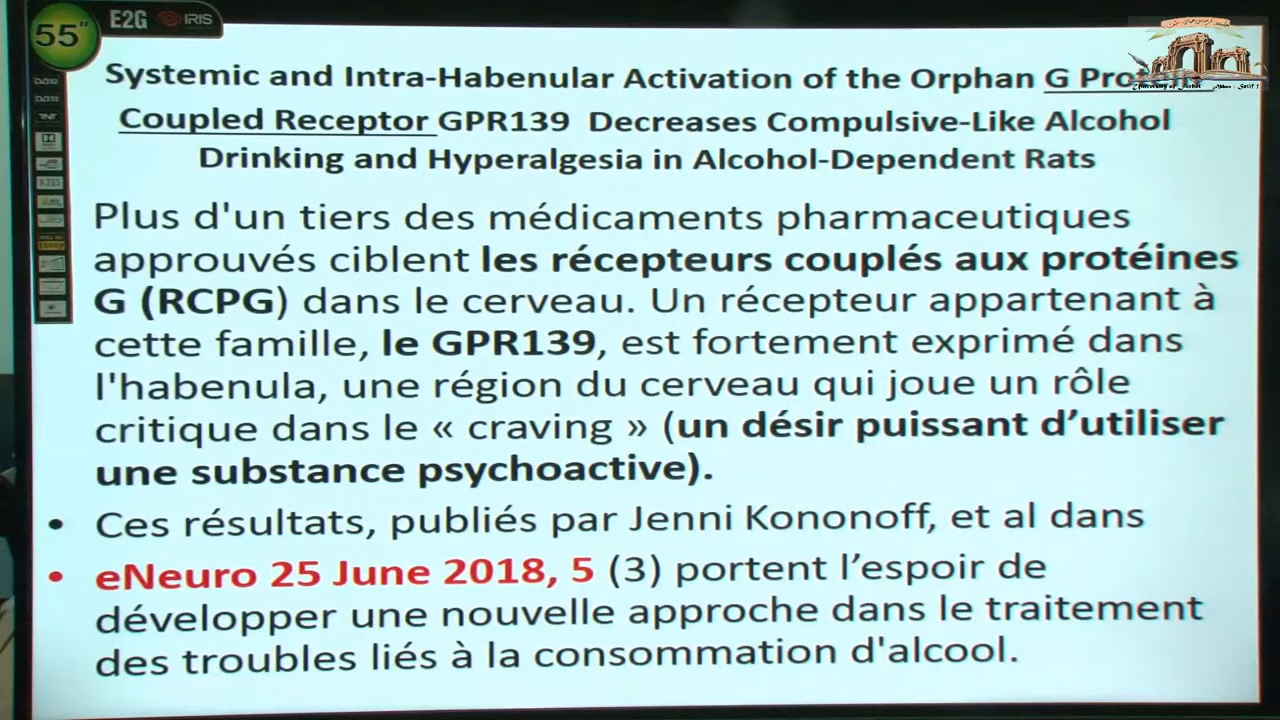 55"
E2G IRIS
Systemic and Intra-Habenular Activation of the Orphan G Protein
Coupled Receptor GPR139 Decreases Compulsive-Like Alcohol
Drinking and Hyperalgesia in Alcohol-Dependent Rats
Plus d'un tiers des médicaments pharmaceutiques
approuvés ciblent les récepteurs couplés aux protéines
G (RCPG) dans le cerveau. Un récepteur appartenant à
cette famille, le GPR139, est fortement exprimé dans
l'habenula, une région du cerveau qui joue un rôle
critique dans le « craving » (un désir puissant d’utiliser
une substance psychoactive).
• Ces résultats, publiés par Jenni Kononoff, et al dans
• eNeuro 25 June 2018, 5 (3) portent l’espoir de
développer une nouvelle approche dans le traitement
des troubles liés à la consommation d'alcool.